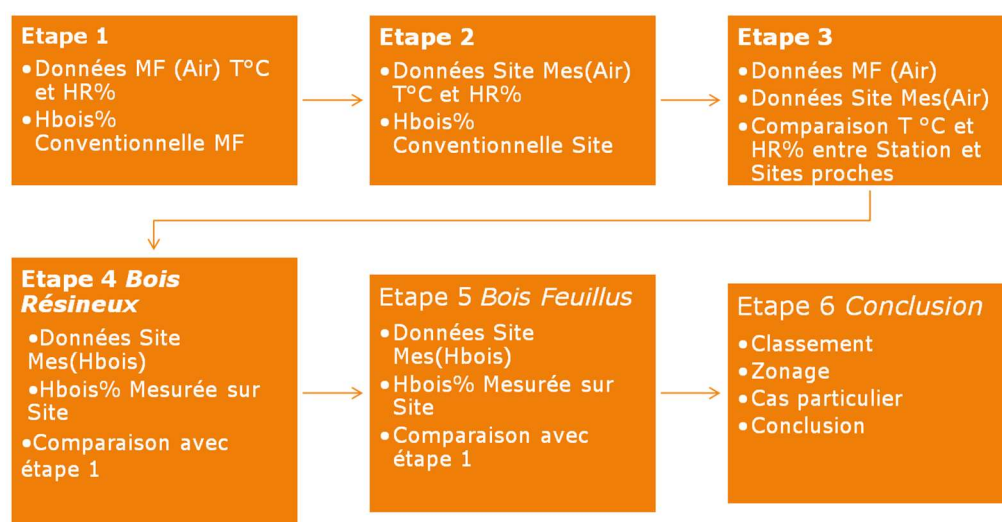 Etape 1
•Données MF (Air) T°C
et HR%
•Hbois%
Conventionnelle MF
Etape 2
•Données Site Mes(Air)
T°C et HR%
•Hbois%
Conventionnelle Site
Etape 3
•Données MF (Air)
•Données Site Mes(Air)
•Comparaison T °C et
HR% entre Station et
Sites proches
Etape 4 Bois
Résineux
•Données Site
Mes(Hbois)
•Hbois% Mesurée sur
Site
•Comparaison avec
étape 1
Etape 5 Bois Feuillus
•Données Site
Mes(Hbois)
•Hbois% Mesurée sur
Site
•Comparaison avec
étape 1
Etape 6 Conclusion
•Classement
•Zonage
•Cas particulier
•Conclusion